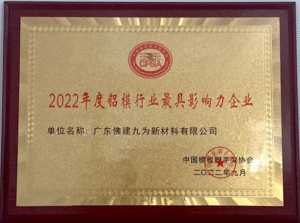 CFSA
2022年度铝模行业最具影响力企业
单位名称：广东佛建九为新材料有限公司
中国模板脚手架协会
二〇二二年九月